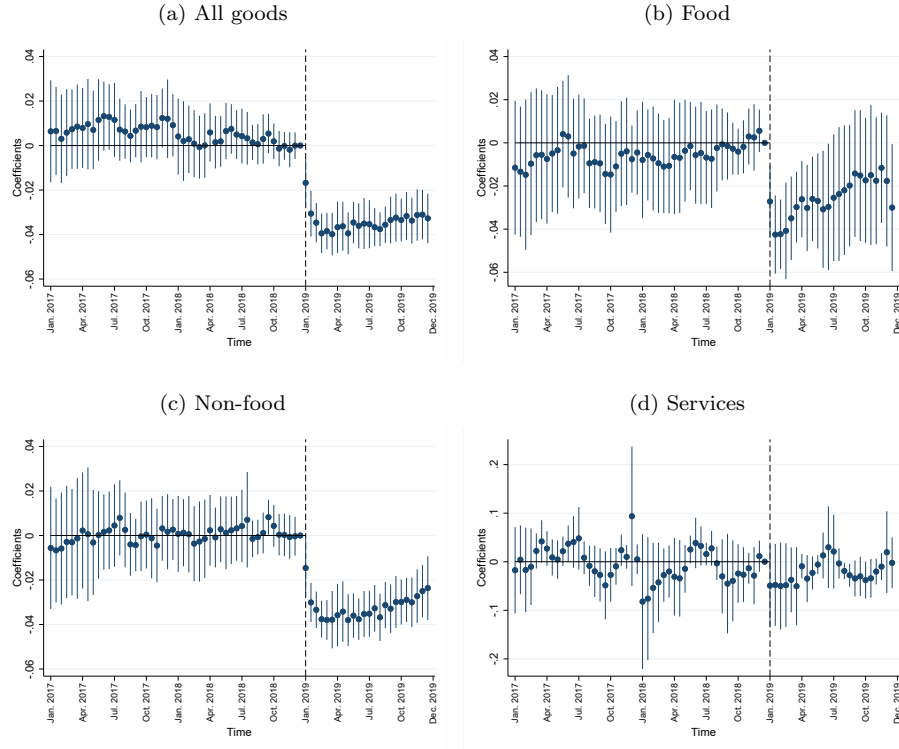 (a) All goods
.04
.02
0
-.02
-.04
-.06
Coefficients
Jan. 2017
Apr. 2017
Jul. 2017
Oct. 2017
Jan. 2018
Apr. 2018
Jul. 2018
Oct. 2018
Jan. 2019
Apr. 2019
Jul. 2019
Oct. 2019
Dec. 2019
Time
(b) Food
.04
.02
0
-.02
-.04
-.06
Coefficients
Jan. 2017
Apr. 2017
Jul. 2017
Oct. 2017
Jan. 2018
Apr. 2018
Jul. 2018
Oct. 2018
Jan. 2019
Apr. 2019
Jul. 2019
Oct. 2019
Dec. 2019
Time
(c) Non-food
.04
.02
0
-.02
-.04
-.06
Coefficients
Jan. 2017
Apr. 2017
Jul. 2017
Oct. 2017
Jan. 2018
Apr. 2018
Jul. 2018
Oct. 2018
Jan. 2019
Apr. 2019
Jul. 2019
Oct. 2019
Dec. 2019
Time
(d) Services
.2
.1
0
-.1
-.2
Coefficients
Jan. 2017
Apr. 2017
Jul. 2017
Oct. 2017
Jan. 2018
Apr. 2018
Jul. 2018
Oct. 2018
Jan. 2019
Apr. 2019
Jul. 2019
Oct. 2019
Dec. 2019
Time